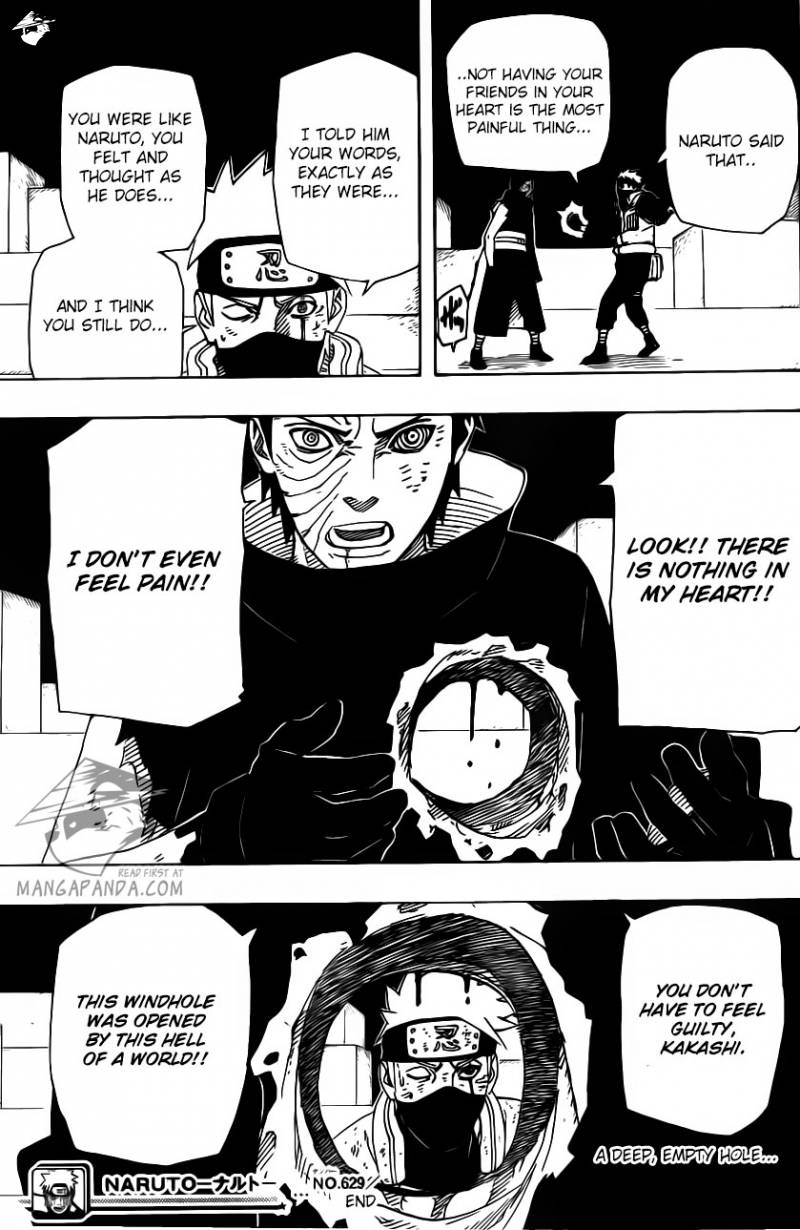 NARUTO SAID
THAT..
..NOT HAVING YOUR
FRIENDS IN YOUR
HEART IS THE MOST
PAINFUL THING...
I TOLD HIM
YOUR WORDS,
EXACTLY AS
THEY WERE...
YOU WERE LIKE
NARUTO, YOU
FELT AND
THOUGHT AS
HE DOES...
AND I THINK
YOU STILL DO...
忍
LOOK!! THERE
IS NOTHING IN
MY HEART!!
I DON'T EVEN
FEEL PAIN!!
READ FIRST AT
MANGAPANDA.COM
YOU DON'T
HAVE TO FEEL
GUILTY,
KAKASHI.
THIS WINDHOLE
WAS OPENED
BY THIS HELL
OF A WORLD!!
忍
A DEEP, EMPTY HOLE...
NARUTO—ナルト—
... NO.629/
END